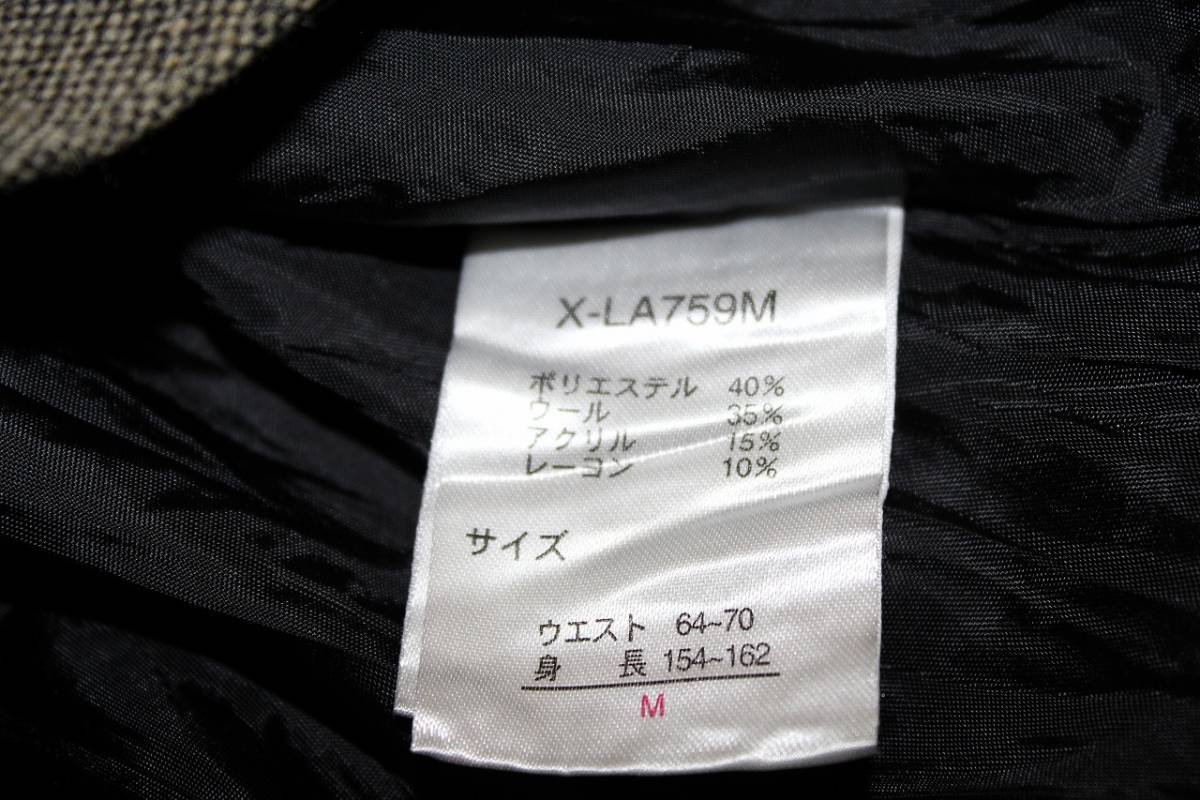 X-LA759M
ポリエステル 40%
ウール 35%
アクリル 15%
レーヨン 10%
サイズ
ウエスト 64~70
身 長 154~162
M